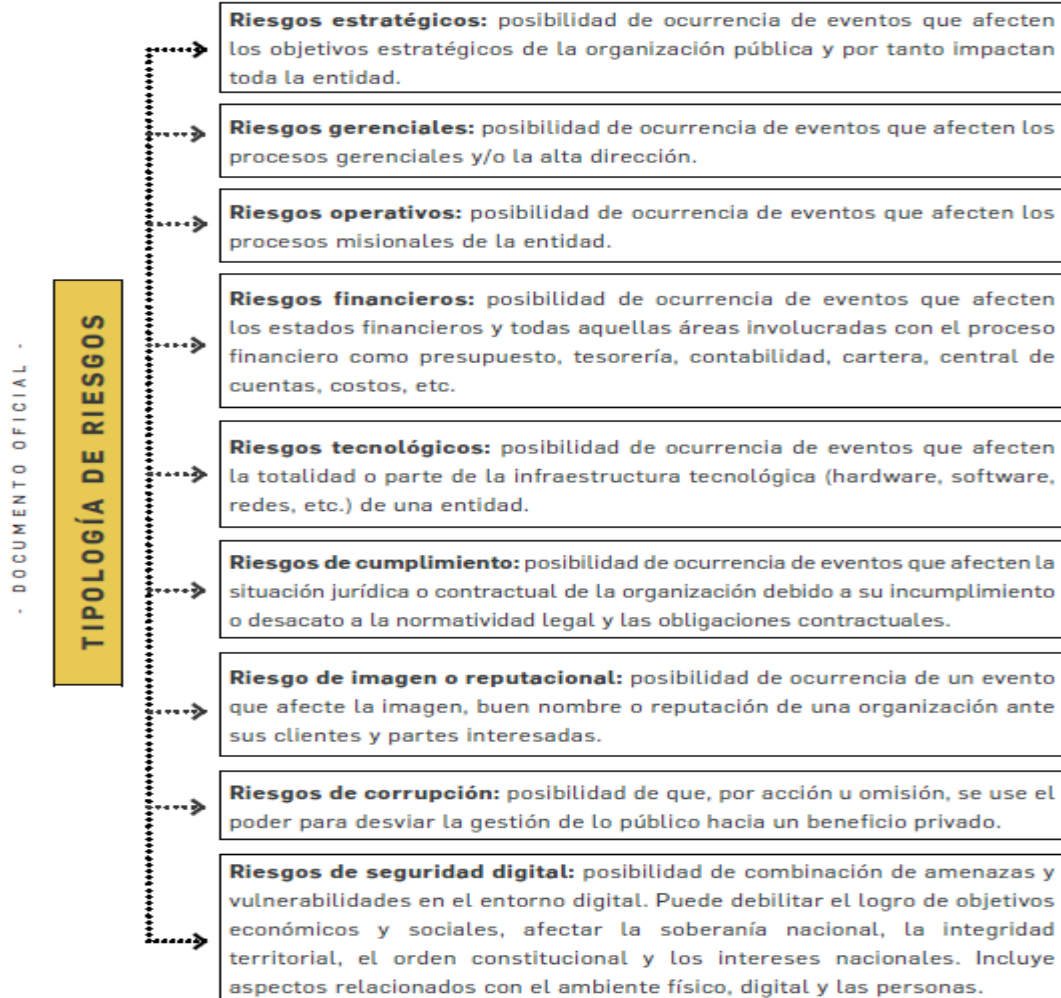 - DOCUMENTO OFICIAL -
TIPOLOGÍA DE RIESGOS
Riesgos estratégicos: posibilidad de ocurrencia de eventos que afecten
los objetivos estratégicos de la organización pública y por tanto impactan
toda la entidad.
Riesgos gerenciales: posibilidad de ocurrencia de eventos que afecten los
procesos gerenciales y/o la alta dirección.
Riesgos operativos: posibilidad de ocurrencia de eventos que afecten los
procesos misionales de la entidad.
Riesgos financieros: posibilidad de ocurrencia de eventos que afecten
los estados financieros y todas aquellas áreas involucradas con el proceso
financiero como presupuesto, tesorería, contabilidad, cartera, central de
cuentas, costos, etc.
Riesgos tecnológicos: posibilidad de ocurrencia de eventos que afecten
la totalidad o parte de la infraestructura tecnológica (hardware, software,
redes, etc.) de una entidad.
Riesgos de cumplimiento: posibilidad de ocurrencia de eventos que afecten la
situación jurídica o contractual de la organización debido a su incumplimiento
o desacato a la normatividad legal y las obligaciones contractuales.
Riesgo de imagen o reputacional: posibilidad de ocurrencia de un evento
que afecte la imagen, buen nombre o reputación de una organización ante
sus clientes y partes interesadas.
Riesgos de corrupción: posibilidad de que, por acción u omisión, se use el
poder para desviar la gestión de lo público hacia un beneficio privado.
Riesgos de seguridad digital: posibilidad de combinación de amenazas y
vulnerabilidades en el entorno digital. Puede debilitar el logro de objetivos
económicos y sociales, afectar la soberanía nacional, la integridad
territorial, el orden constitucional y los intereses nacionales. Incluye
aspectos relacionados con el ambiente físico, digital y las personas.